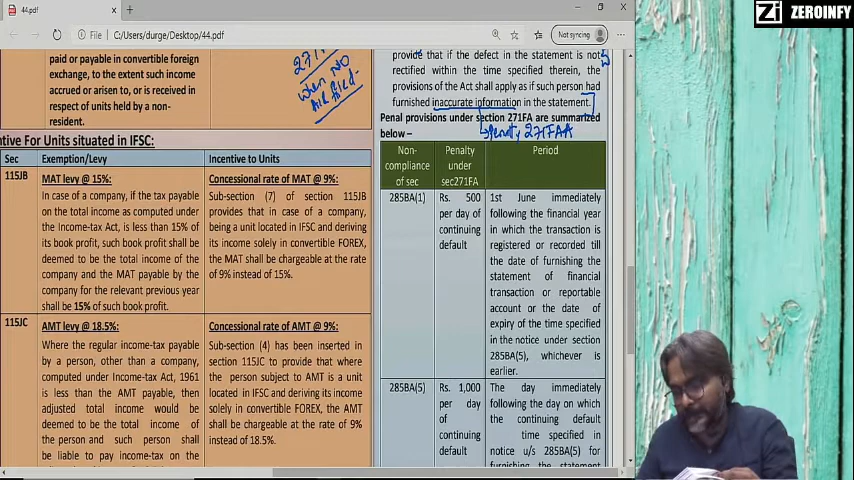 44.pdf
File | C:/Users/durge/Desktop/44.pdf
Not syncing
ZEROINFY
paid or payable in convertible foreign
exchange, to the extent such income
accrued or arisen to, or is received in
respect of units held by a non-
resident.
when NO
AIR filed
ntive For Units situated in IFSC:
Sec
Exemption/Levy
Incentive to Units
115JB
MAT levy @ 15%:
In case of a company, if the tax payable
on the total income as computed under
the Income-tax Act, is less than 15% of
its book profit, such book profit shall be
deemed to be the total income of the
company and the MAT payable by the
company for the relevant previous year
shall be 15% of such book profit.
Concessional rate of MAT @ 9%:
Sub-section (7) of section 115JB
provides that in case of a company,
being a unit located in IFSC and deriving
its income solely in convertible FOREX,
the MAT shall be chargeable at the rate
of 9% instead of 15%.
115JC
AMT levy @ 18.5%:
Where the regular income-tax payable
by a person, other than a company,
computed under Income-tax Act, 1961
is less than the AMT payable, then
adjusted total income would be
deemed to be the total income of
the person and such person shall
be liable to pay income-tax on the
Concessional rate of AMT @ 9%:
Sub-section (4) has been inserted in
section 115JC to provide that where
the person subject to AMT is a unit
located in IFSC and deriving its income
solely in convertible FOREX, the AMT
shall be chargeable at the rate of 9%
instead of 18.5%.
provide that if the defect in the statement is not
rectified within the time specified therein, the
provisions of the Act shall apply as if such person had
furnished inaccurate information in the statement.
Penal provisions under section 271FA are summarized
below –
Penalty 271FAA
Non-
compliance
of sec
Penalty
under
sec271FA
Period
285BA(1)
Rs. 500
per day of
continuing
default
1st June immediately
following the financial year
in which the transaction is
registered or recorded till
the date of furnishing the
statement of financial
transaction or reportable
account or the date of
expiry of the time specified
in the notice under section
285BA(5), whichever is
earlier.
285BA(5)
Rs. 1,000
per day
of
continuing
default
The day immediately
following the day on which
the continuing default
time specified in
notice u/s 285BA(5) for
furnishing the statement